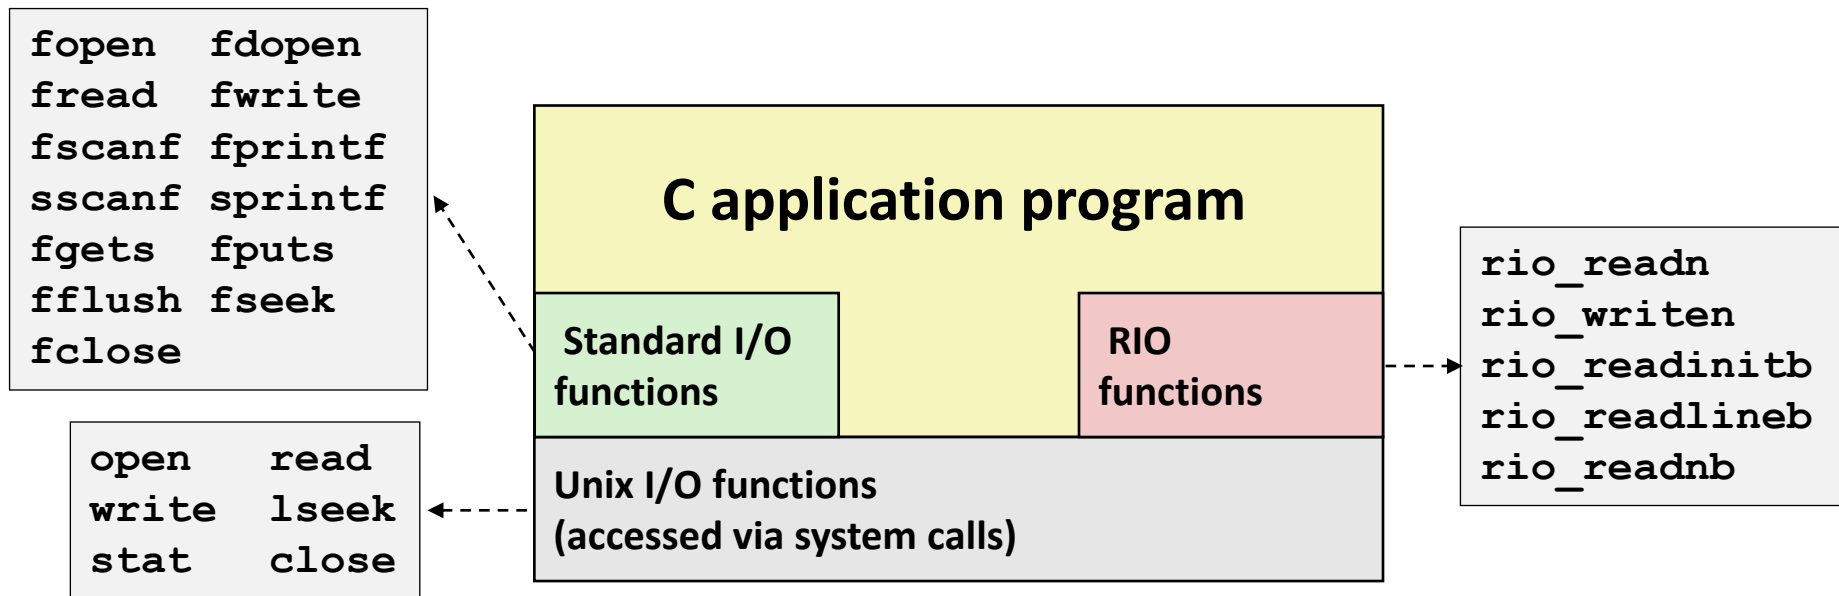 fopen fdopen
fread fwrite
fscanf fprintf
sscanf sprintf
fgets fputs
fflush fseek
fclose
open read
write lseek
stat close
C application program
Standard I/O
functions
RIO
functions
Unix I/O functions
(accessed via system calls)
rio_readn
rio_writen
rio_readinitb
rio_readlineb
rio_readnb